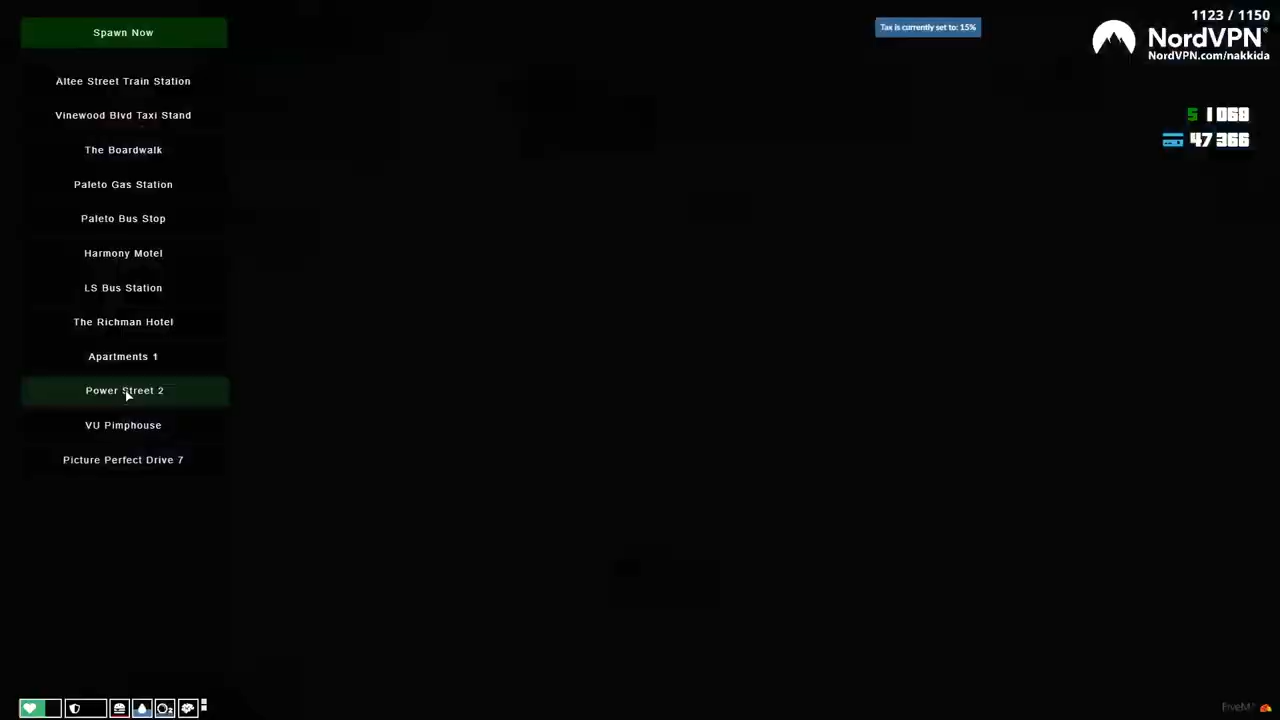 Spawn Now
Altee Street Train Station
Vinewood Blvd Taxi Stand
The Boardwalk
Paleto Gas Station
Paleto Bus Stop
Harmony Motel
LS Bus Station
The Richman Hotel
Apartments 1
Power Street 2
VU Pimphouse
Picture Perfect Drive 7
Tax is currently set to: 15%
1123 / 1150
NordVPN®
NordVPN.com/nakkida
$ 1 068
47 366
O2
FiveM